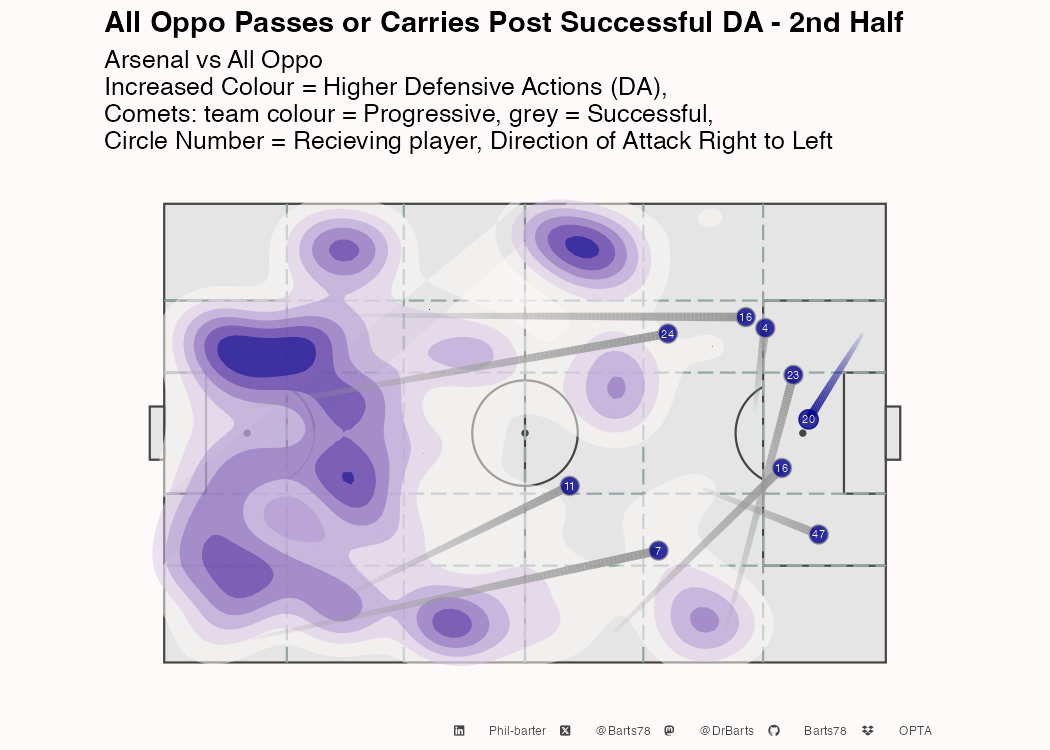 All Oppo Passes or Carries Post Successful DA - 2nd Half
Arsenal vs All Oppo
Increased Colour = Higher Defensive Actions (DA),
Comets: team colour = Progressive, grey = Successful,
Circle Number = Recieving player, Direction of Attack Right to Left
16
4
24
23
20
16
11
47
7
Phil-barter @Barts78 @DrBarts Barts78 OPTA